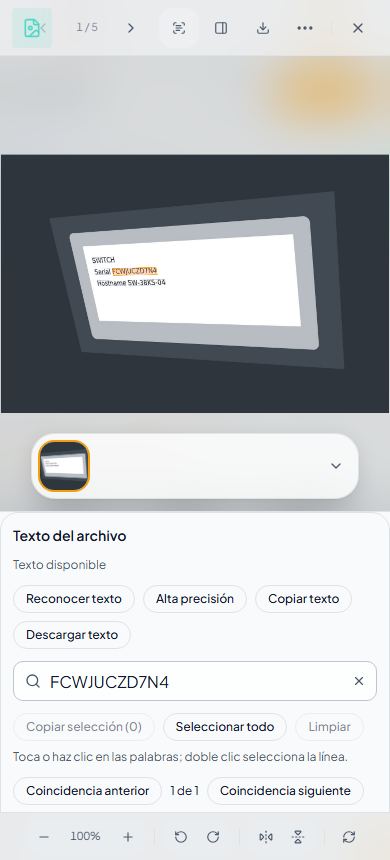 1 / 5
SWITCH
Serial FCWJUCZD7N4
Hostname SW-38KS-04
Texto del archivo
Texto disponible
Reconocer texto
Alta precisión
Copiar texto
Descargar texto
FCWJUCZD7N4
Copiar selección (0)
Seleccionar todo
Limpiar
Toca o haz clic en las palabras; doble clic selecciona la línea.
Coincidencia anterior
1 de 1
Coincidencia siguiente
100%